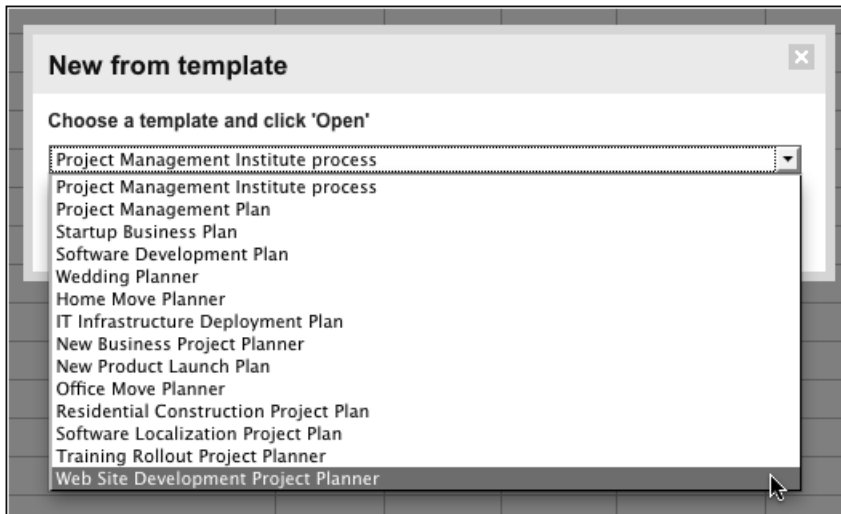 New from template
Choose a template and click 'Open'
Project Management Institute process
Project Management Institute process
Project Management Plan
Startup Business Plan
Software Development Plan
Wedding Planner
Home Move Planner
IT Infrastructure Deployment Plan
New Business Project Planner
New Product Launch Plan
Office Move Planner
Residential Construction Project Plan
Software Localization Project Plan
Training Rollout Project Planner
Web Site Development Project Planner